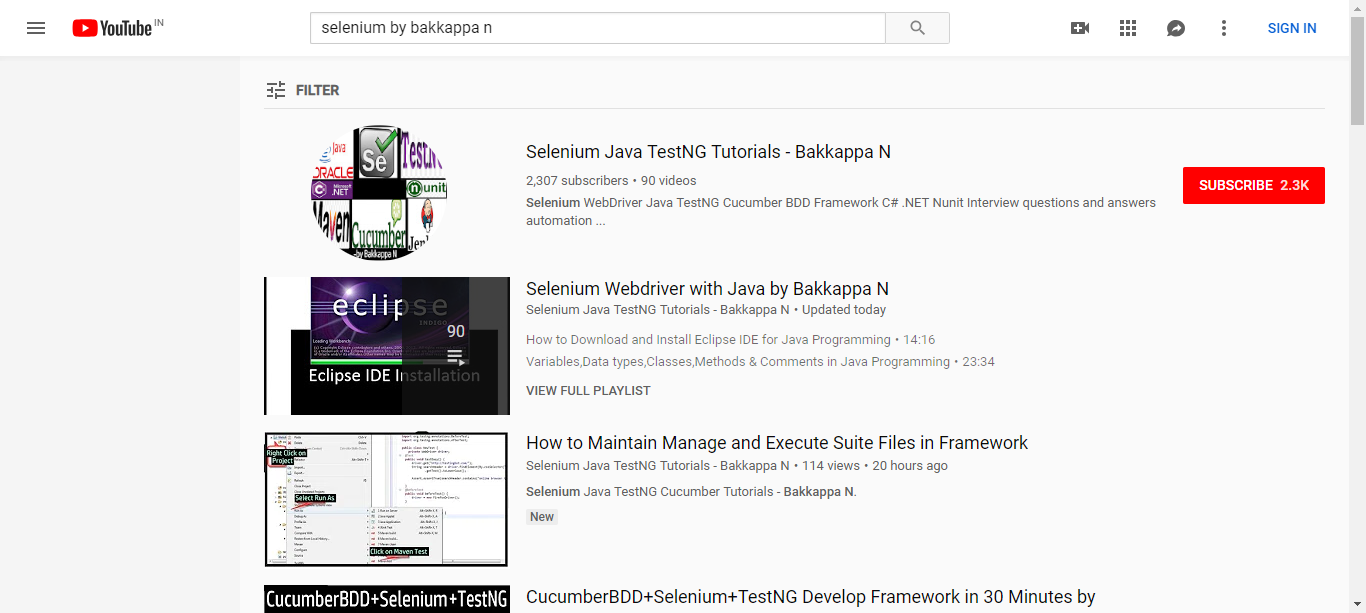 YouTube IN
selenium by bakkappa n
SIGN IN
FILTER
Java
ORACLE
Se
TestN
Microsoft
.NET
nunit
Maven
Cucumber
Jen
-by Bakkappa N
Selenium Java TestNG Tutorials - Bakkappa N
2,307 subscribers • 90 videos
Selenium WebDriver Java TestNG Cucumber BDD Framework C# .NET Nunit Interview questions and answers
automation ...
SUBSCRIBE 2.3K
eclipse
INDIGO
90
Loading Workbench
Eclipse IDE Installation
Selenium Webdriver with Java by Bakkappa N
Selenium Java TestNG Tutorials - Bakkappa N • Updated today
How to Download and Install Eclipse IDE for Java Programming • 14:16
Variables,Data types,Classes,Methods & Comments in Java Programming • 23:34
VIEW FULL PLAYLIST
Right Click on
Project
Select Run As
Click on Maven Test
How to Maintain Manage and Execute Suite Files in Framework
Selenium Java TestNG Tutorials - Bakkappa N • 114 views • 20 hours ago
Selenium Java TestNG Cucumber Tutorials - Bakkappa N.
New
CucumberBDD+Selenium+TestNG
CucumberBDD+Selenium+TestNG Develop Framework in 30 Minutes by